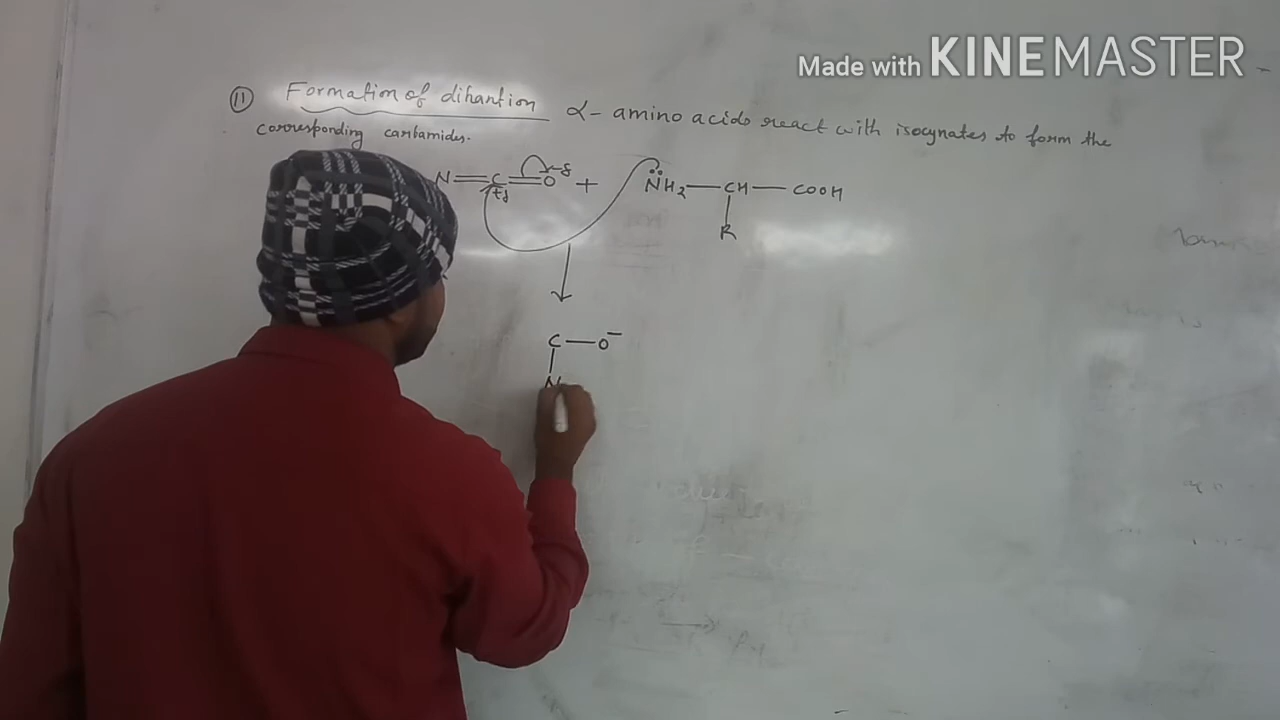 Made with KINEMASTER
11 Formation of dihantion α- amino acids react with isocynates to form the
corresponding carbamides.
N=C=O -δ + N̈H2—CH—COOH
+δ
R
C—O⁻
N